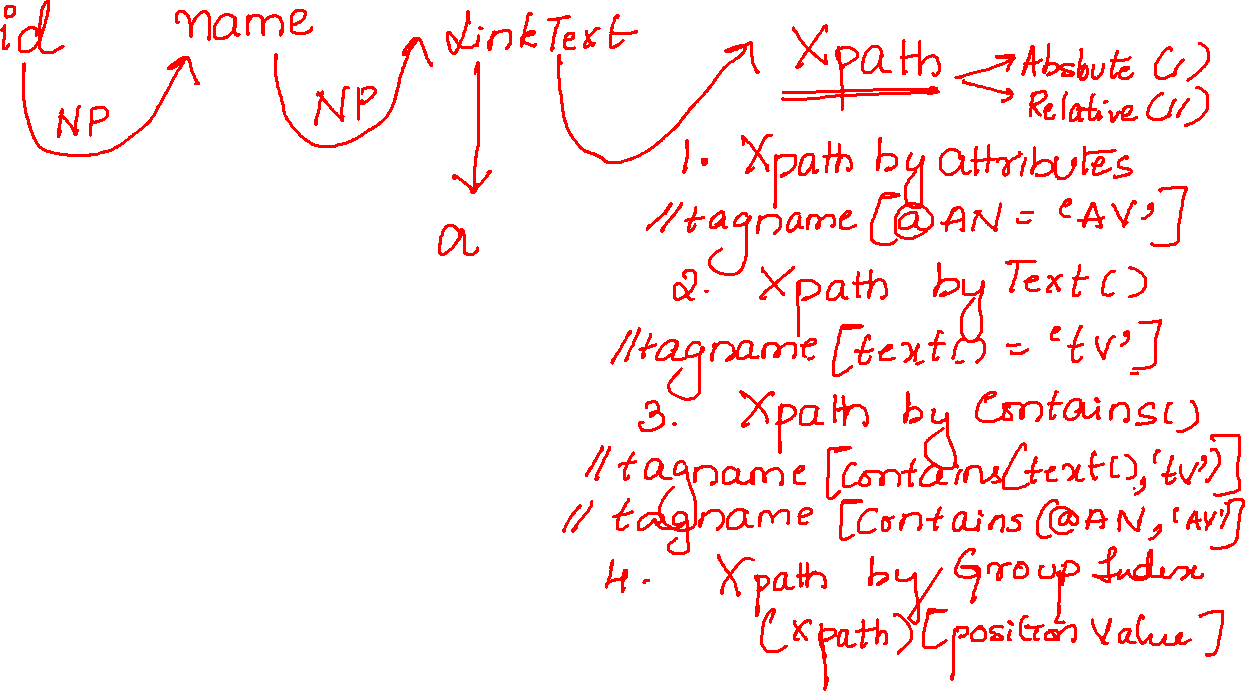 id name LinkText Xpath Absolute (/)
NP NP Relative (//)
1. Xpath by attributes
a //tagname [@ AN = 'AV']
2. Xpath by Text()
//tagname [text() = 'tV']
3. Xpath by Contains()
//tagname [Contains(text(), 'tV')]
// tagname [Contains (@AN, 'AV')]
4. Xpath by Group Index
(xpath) [position Value]